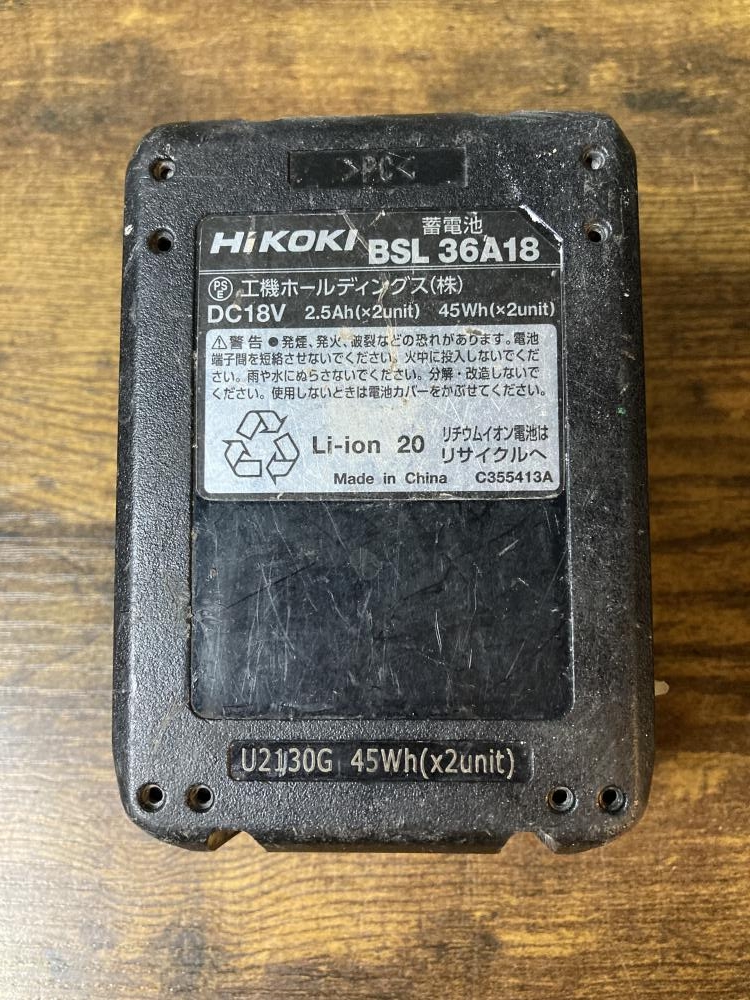 >PC<
蓄電池
HiKOKI BSL 36A18
PSE 工機ホールディングス(株)
DC18V 2.5Ah(×2unit) 45Wh(×2unit)
⚠警告 ●発煙、発火、破裂などの恐れがあります。電池
端子間を短絡させないでください。火中に投入しないでくだ
さい。雨や水にぬらさないでください。分解・改造しないで
ください。使用しないときは電池カバーをかぶせてください。
Li-ion 20 リチウムイオン電池は
リサイクルへ
Made in China C355413A
U2130G 45Wh(x2unit)